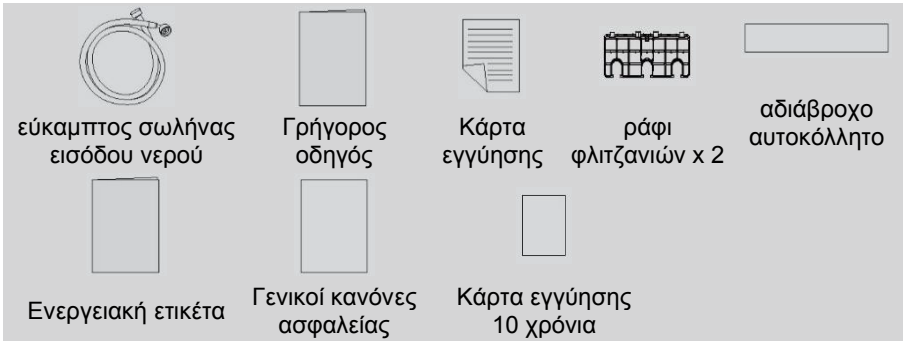 εύκαμπτος σωλήνας
εισόδου νερού
Γρήγορος
οδηγός
Κάρτα
εγγύησης
ράφι
φλιτζανιών x 2
αδιάβροχο
αυτοκόλλητο
Ενεργειακή ετικέτα
Γενικοί κανόνες
ασφαλείας
Κάρτα εγγύησης
10 χρόνια